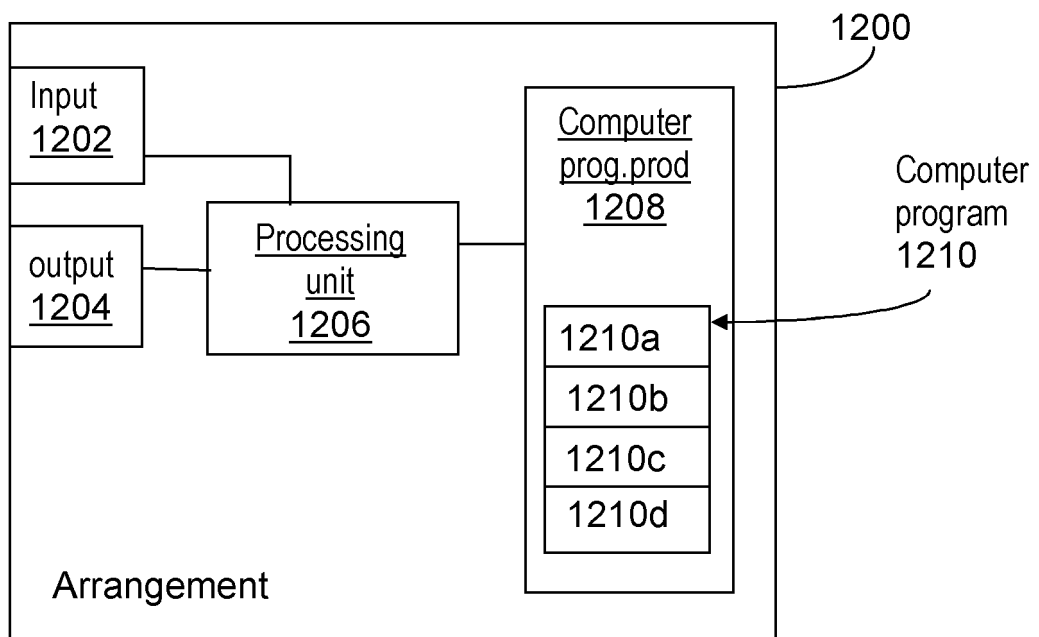 1200
Input
1202
output
1204
Processing
unit
1206
Computer
prog.prod
1208
Computer
program
1210
1210a
1210b
1210c
1210d
Arrangement